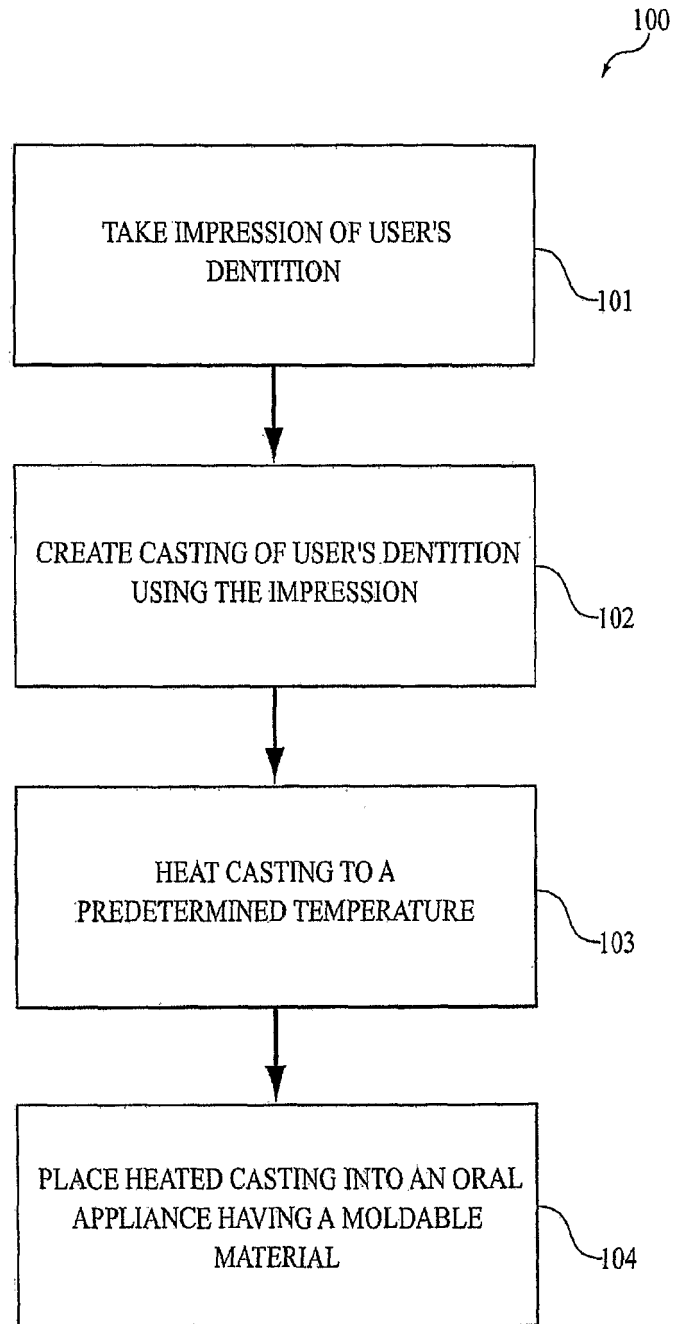 100
TAKE IMPRESSION OF USER'S
DENTITION
101
CREATE CASTING OF USER'S DENTITION
USING THE IMPRESSION
102
HEAT CASTING TO A
PREDETERMINED TEMPERATURE
103
PLACE HEATED CASTING INTO AN ORAL
APPLIANCE HAVING A MOLDABLE
MATERIAL
104